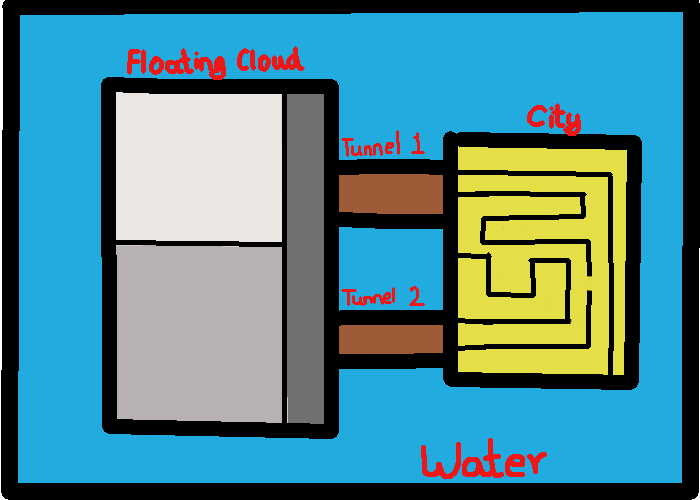 Floating Cloud
City
Tunnel 1
Tunnel 2
Water